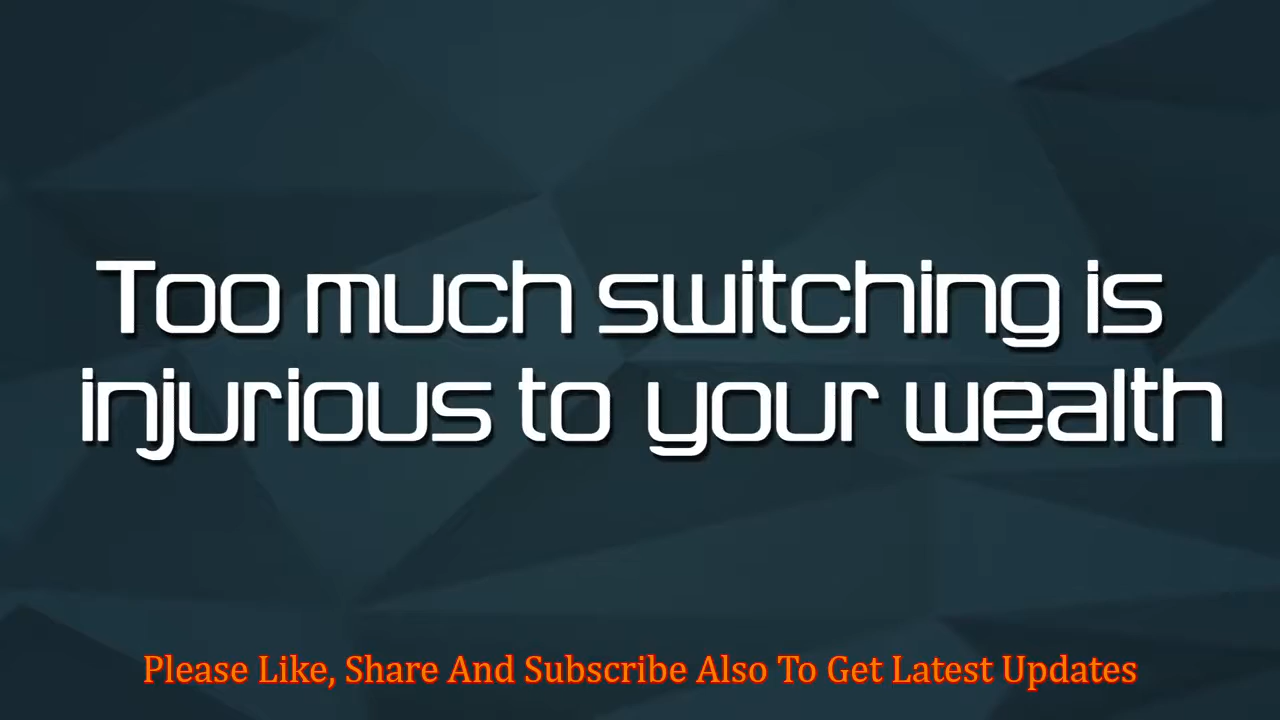 Too much switching is
injurious to your wealth
Please Like, Share And Subscribe Also To Get Latest Updates